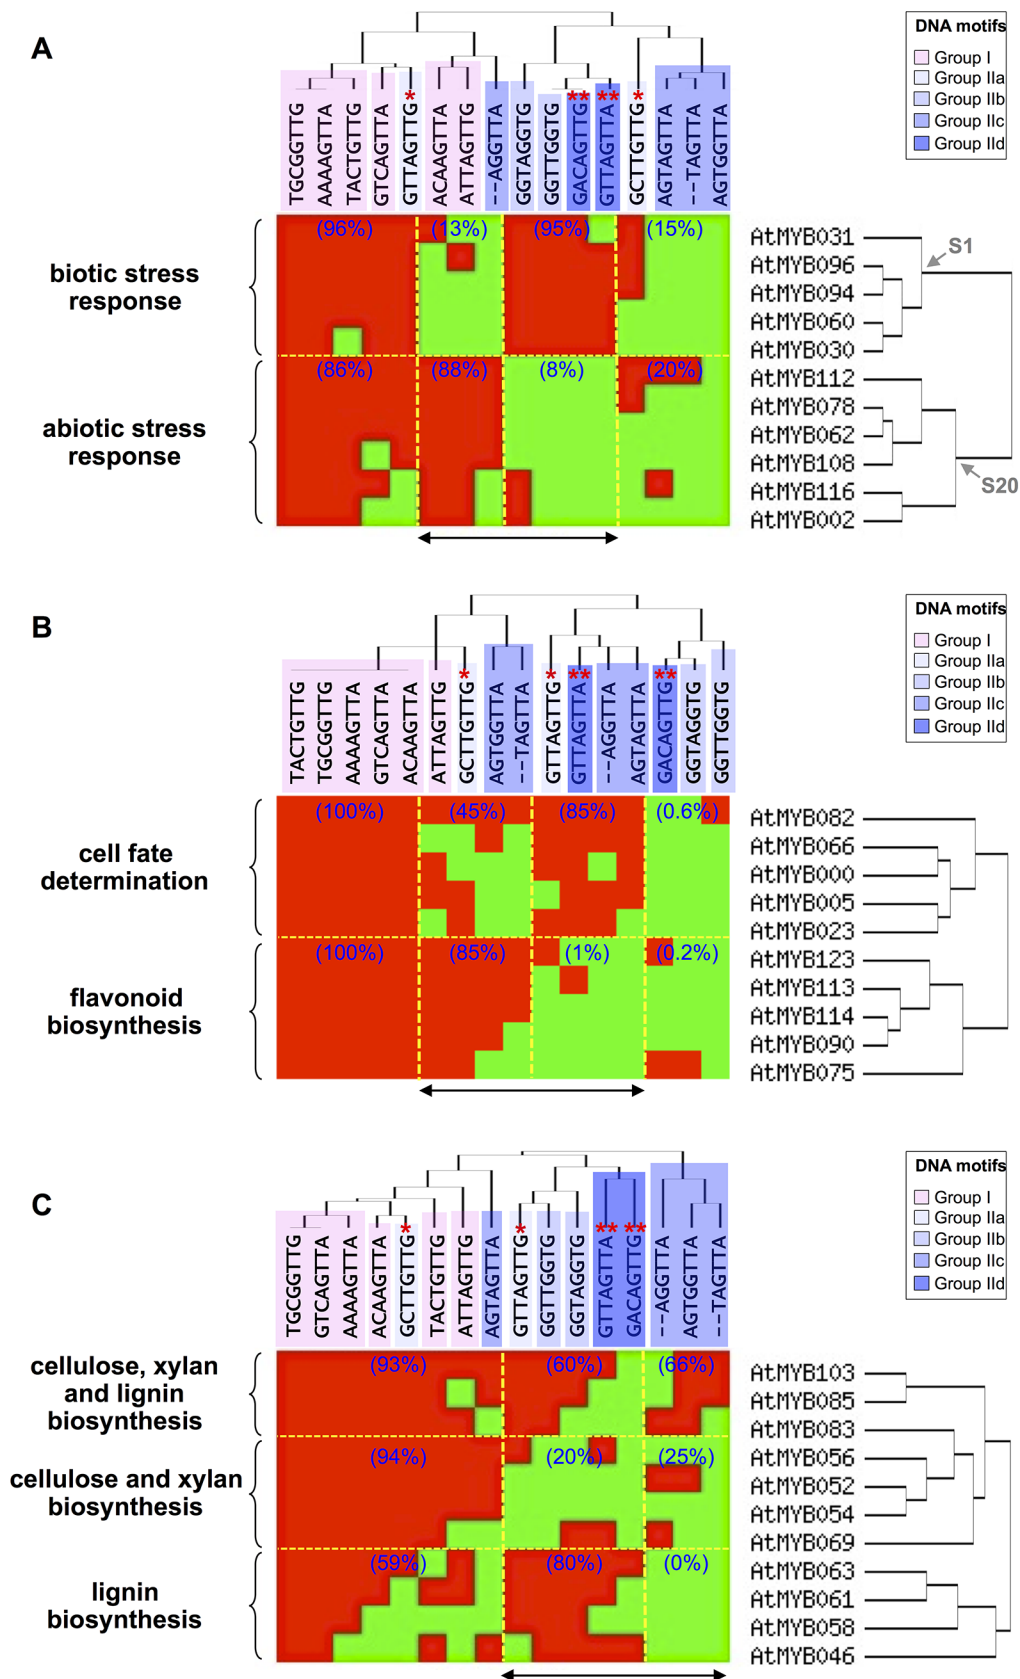 A
DNA motifs
Group I
Group IIa
Group IIb
Group IIc
Group IId
TGCGGTTG
AAAAGTTA
TACTGTTG
GTCAGTTA
GTTAGTTG
*
ACAAGTTA
ATTAGTTG
--AGGTTA
GGTAGGTG
GGTTGGTG
GACAGTTG
**
GTTAGTTA
**
GCTTGTTG
*
AGTAGTTA
--TAGTTA
AGTGGTTA
biotic stress
response
(96%)
(13%)
(95%)
(15%)
AtMYB031
AtMYB096
AtMYB094
AtMYB060
AtMYB030
S1
abiotic stress
response
(86%)
(88%)
(8%)
(20%)
AtMYB112
AtMYB078
AtMYB062
AtMYB108
AtMYB116
AtMYB002
S20
B
DNA motifs
Group I
Group IIa
Group IIb
Group IIc
Group IId
TACTGTTG
TGCGGTTG
AAAAGTTA
GTCAGTTA
ACAAGTTA
ATTAGTTG
GCTTGTTG
*
AGTGGTTA
--TAGTTA
GTTAGTTG
*
GTTAGTTA
**
--AGGTTA
AGTAGTTA
GACAGTTG
**
GGTAGGTG
GGTTGGTG
cell fate
determination
(100%)
(45%)
(85%)
(0.6%)
AtMYB082
AtMYB066
AtMYB000
AtMYB005
AtMYB023
flavonoid
biosynthesis
(100%)
(85%)
(1%)
(0.2%)
AtMYB123
AtMYB113
AtMYB114
AtMYB090
AtMYB075
C
DNA motifs
Group I
Group IIa
Group IIb
Group IIc
Group IId
TGCGGTTG
GTCAGTTA
AAAAGTTA
ACAAGTTA
GCTTGTTG
*
TACTGTTG
ATTAGTTG
AGTAGTTA
GTTAGTTG
*
GGTTGGTG
GGTAGGTG
GTTAGTTA
**
GACAGTTG
**
--AGGTTA
AGTGGTTA
--TAGTTA
cellulose, xylan
and lignin
biosynthesis
(93%)
(60%)
(66%)
AtMYB103
AtMYB085
AtMYB083
cellulose and xylan
biosynthesis
(94%)
(20%)
(25%)
AtMYB056
AtMYB052
AtMYB054
AtMYB069
lignin
biosynthesis
(59%)
(80%)
(0%)
AtMYB063
AtMYB061
AtMYB058
AtMYB046